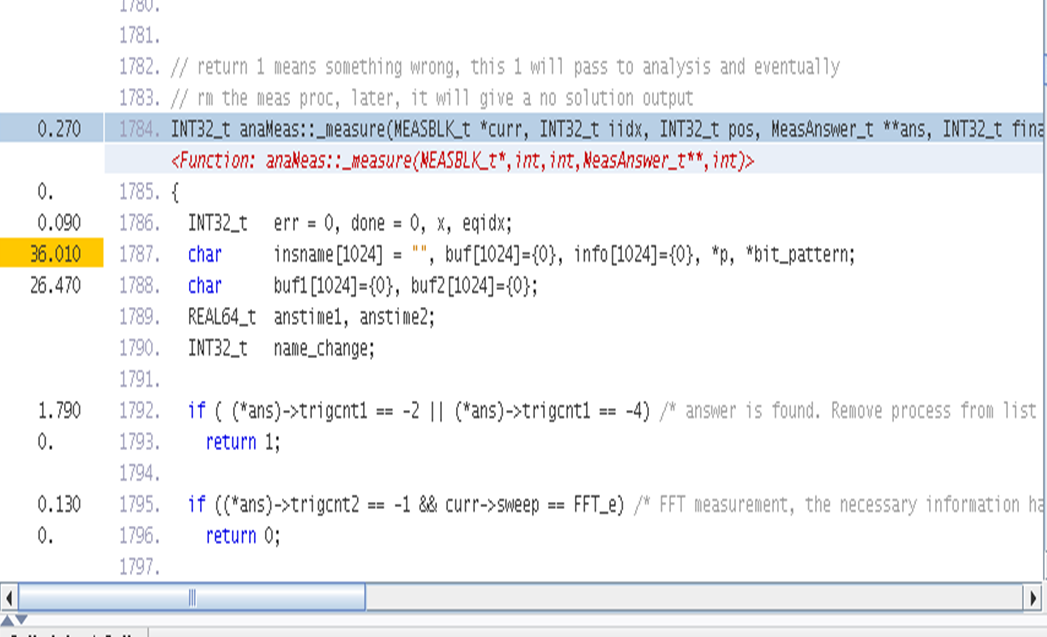 1780.
1781.
1782. // return 1 means something wrong, this 1 will pass to analysis and eventually
1783. // rm the meas proc, later, it will give a no solution output
0.270 1784. INT32_t anaMeas::_measure(MEASBLK_t *curr, INT32_t iidx, INT32_t pos, MeasAnswer_t **ans, INT32_t fina
<Function: anaMeas::_measure(MEASBLK_t*,int,int,MeasAnswer_t**,int)>
0. 1785. {
0.090 1786. INT32_t err = 0, done = 0, x, eqidx;
36.010 1787. char insname[1024] = "", buf[1024]={0}, info[1024]={0}, *p, *bit_pattern;
26.470 1788. char buf1[1024]={0}, buf2[1024]={0};
1789. REAL64_t anstime1, anstime2;
1790. INT32_t name_change;
1791.
1.790 1792. if ( (*ans)->trigcnt1 == -2 || (*ans)->trigcnt1 == -4) /* answer is found. Remove process from list
0. 1793. return 1;
1794.
0.130 1795. if ((*ans)->trigcnt2 == -1 && curr->sweep == FFT_e) /* FFT measurement, the necessary information ha
0. 1796. return 0;
1797.